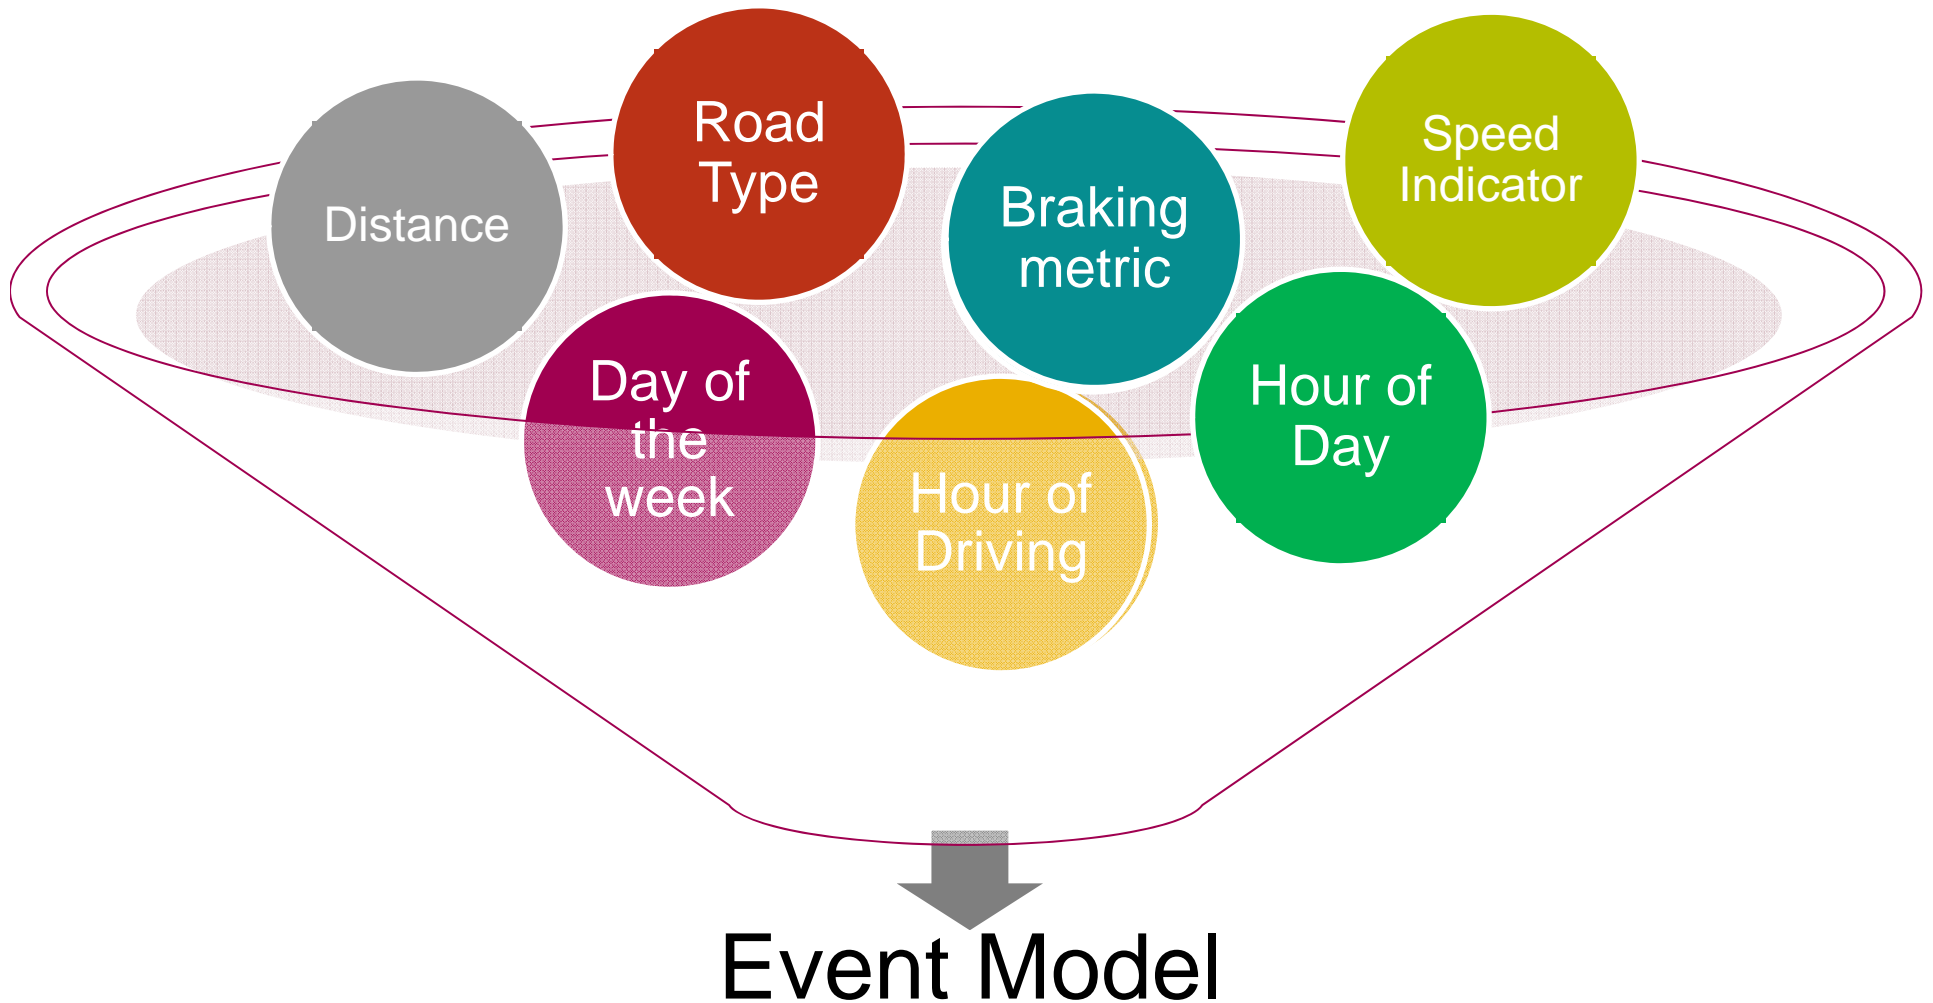 Distance
Road
Type
Braking
metric
Speed
Indicator
Day of
the
week
Hour of
Driving
Hour of
Day
Event Model